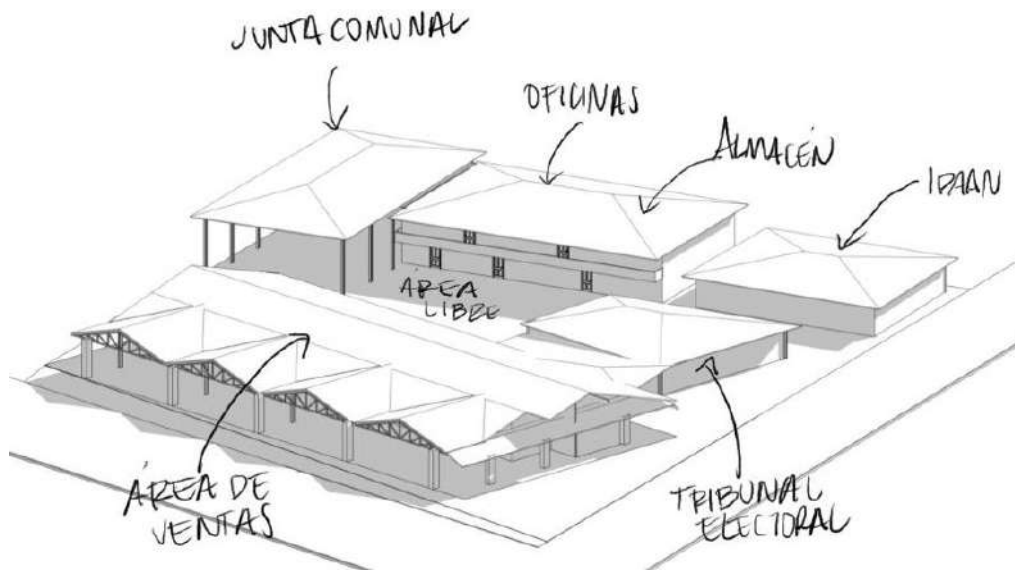 JUNTA COMUNAL
OFICINAS
ALMACÉN
IDAAN
ÁREA
LIBRE
ÁREA DE
VENTAS
TRIBUNAL
ELECTORAL